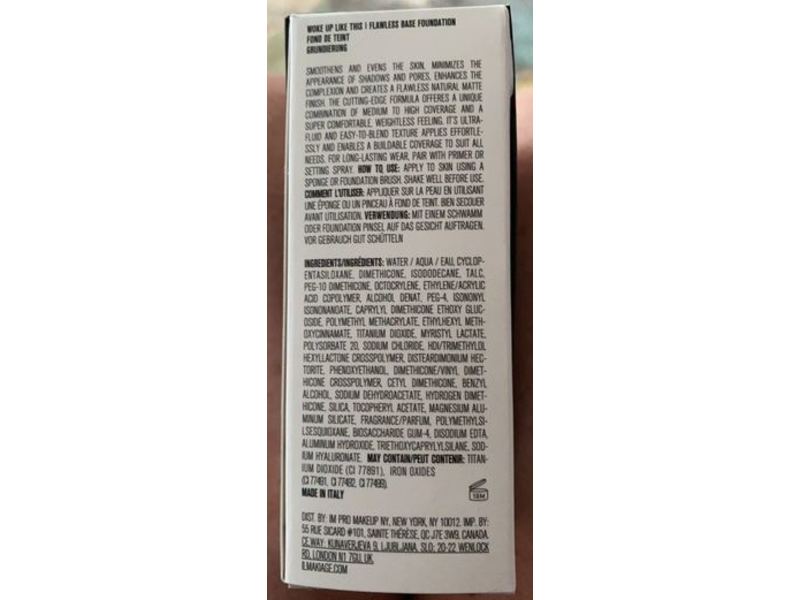 WOKE UP LIKE THIS | FLAWLESS BASE FOUNDATION
FOND DE TEINT
GRUNDIERUNG
SMOOTHENS AND EVENS THE SKIN, MINIMIZES THE
APPEARANCE OF SHADOWS AND PORES, ENHANCES THE
COMPLEXION AND CREATES A FLAWLESS NATURAL MATTE
FINISH. THE CUTTING-EDGE FORMULA OFFERES A UNIQUE
COMBINATION OF MEDIUM TO HIGH COVERAGE AND A
SUPER COMFORTABLE, WEIGHTLESS FEELING. IT'S ULTRA-
FLUID AND EASY-TO-BLEND TEXTURE APPLIES EFFORTLE-
SSLY AND ENABLES A BUILDABLE COVERAGE TO SUIT ALL
NEEDS. FOR LONG-LASTING WEAR, PAIR WITH PRIMER OR
SETTING SPRAY. HOW TO USE: APPLY TO SKIN USING A
SPONGE OR FOUNDATION BRUSH. SHAKE WELL BEFORE USE.
COMMENT L'UTILISER: APPLIQUER SUR LA PEAU EN UTILISANT
UNE ÉPONGE OU UN PINCEAU À FOND DE TEINT. BIEN SECOUER
AVANT UTILISATION. VERWENDUNG: MIT EINEM SCHWAMM
ODER FOUNDATION PINSEL AUF DAS GESICHT AUFTRAGEN.
VOR GEBRAUCH GUT SCHÜTTELN
INGREDIENTS/INGRÉDIENTS: WATER / AQUA / EAU, CYCLOP-
ENTASILOXANE, DIMETHICONE, ISODODECANE, TALC,
PEG-10 DIMETHICONE, OCTOCRYLENE, ETHYLENE/ACRYLIC
ACID COPOLYMER, ALCOHOL DENAT, PEG-4, ISONONYL
ISONONANOATE, CAPRYLYL DIMETHICONE ETHOXY GLUC-
OSIDE, POLYMETHYL METHACRYLATE, ETHYLHEXYL METH-
OXYCINNAMATE, TITANIUM DIOXIDE, MYRISTYL LACTATE,
POLYSORBATE 20, SODIUM CHLORIDE, HDI/TRIMETHYLOL
HEXYLLACTONE CROSSPOLYMER, DISTEARDIMONIUM HEC-
TORITE, PHENOXYETHANOL, DIMETHICONE/VINYL DIMET-
HICONE CROSSPOLYMER, CETYL DIMETHICONE, BENZYL
ALCOHOL, SODIUM DEHYDROACETATE, HYDROGEN DIMET-
HICONE, SILICA, TOCOPHERYL ACETATE, MAGNESIUM ALU-
MINUM SILICATE, FRAGRANCE/PARFUM, POLYMETHYLSI-
LSESQUIOXANE, BIOSACCHARIDE GUM-4, DISODIUM EDTA,
ALUMINUM HYDROXIDE, TRIETHOXYCAPRYLYLSILANE, SOD-
IUM HYALURONATE. MAY CONTAIN/PEUT CONTENIR: TITAN-
IUM DIOXIDE (CI 77891), IRON OXIDES
(CI 77491, CI 77492, CI 77499).
MADE IN ITALY
18M
DIST. BY: IM PRO MAKEUP NY, NEW YORK, NY 10012. IMP. BY:
55 RUE SICARD #101, SAINTE THÉRÈSE, QC J7E 3W9, CANADA.
CE WAY: KUNAVERJEVA 9, LJUBLJANA, SLO; 20-22 WENLOCK
RD, LONDON N1 7GU, UK.
ILMAKIAGE.COM